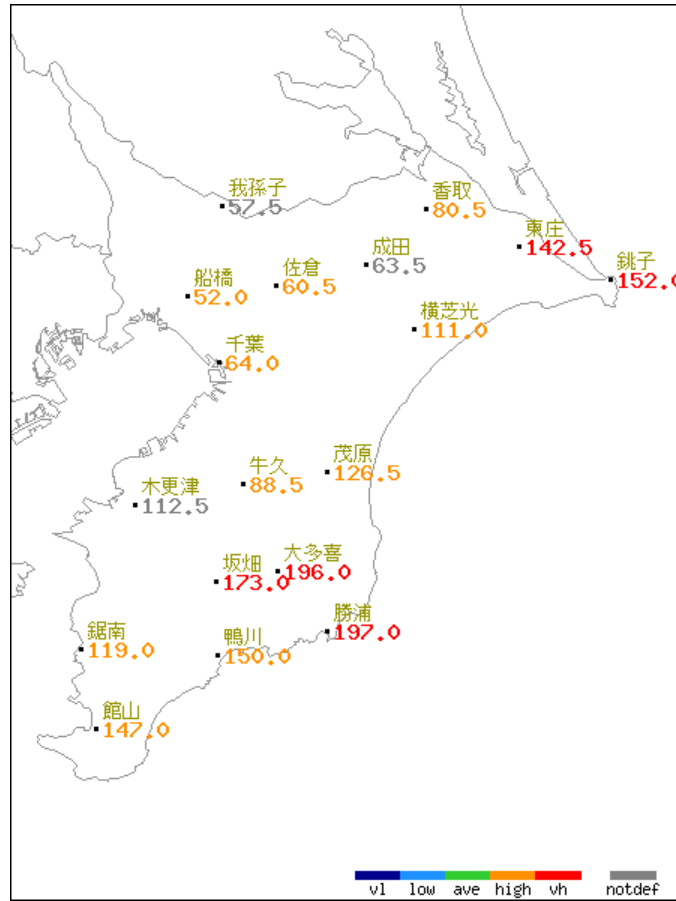 我孫子
57.5
香取
80.5
東庄
142.5
成田
63.5
銚子
152.0
佐倉
60.5
船橋
52.0
横芝光
111.0
千葉
64.0
茂原
126.5
牛久
88.5
木更津
112.5
大多喜
196.0
坂畑
173.0
勝浦
197.0
鋸南
119.0
鴨川
150.0
館山
147.0
vl low ave high vh notdef